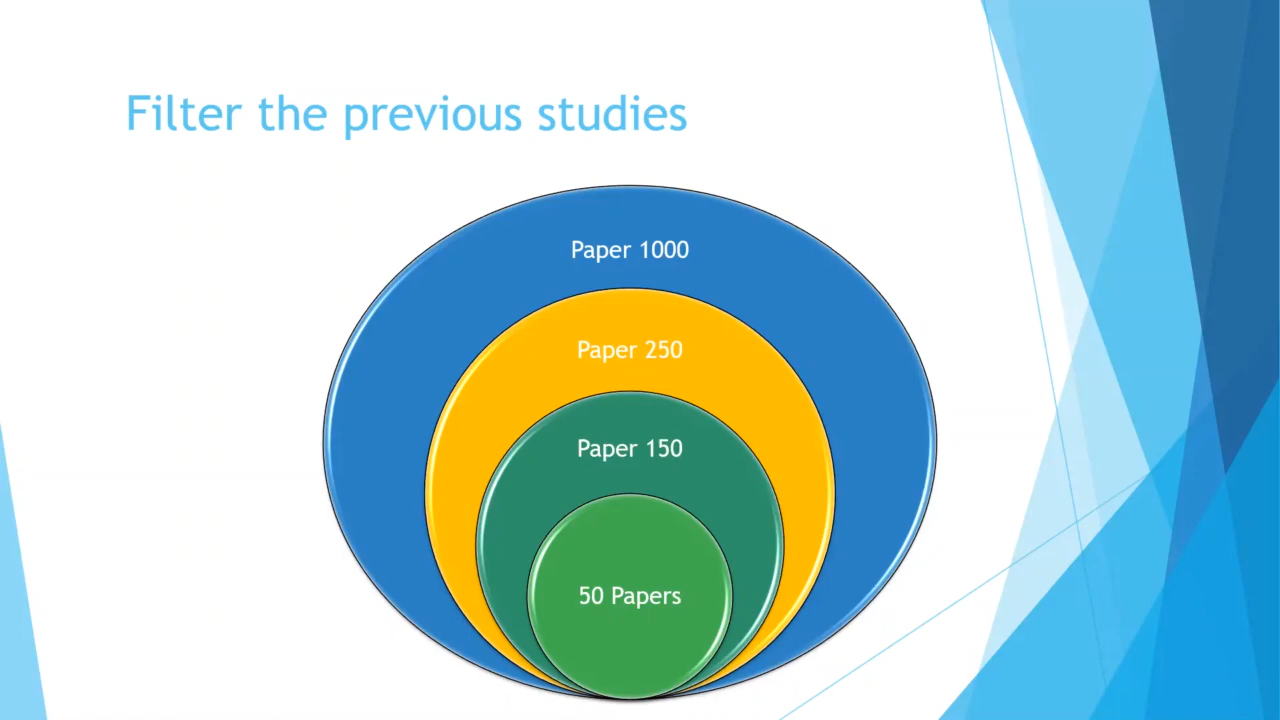 Filter the previous studies
Paper 1000
Paper 250
Paper 150
50 Papers